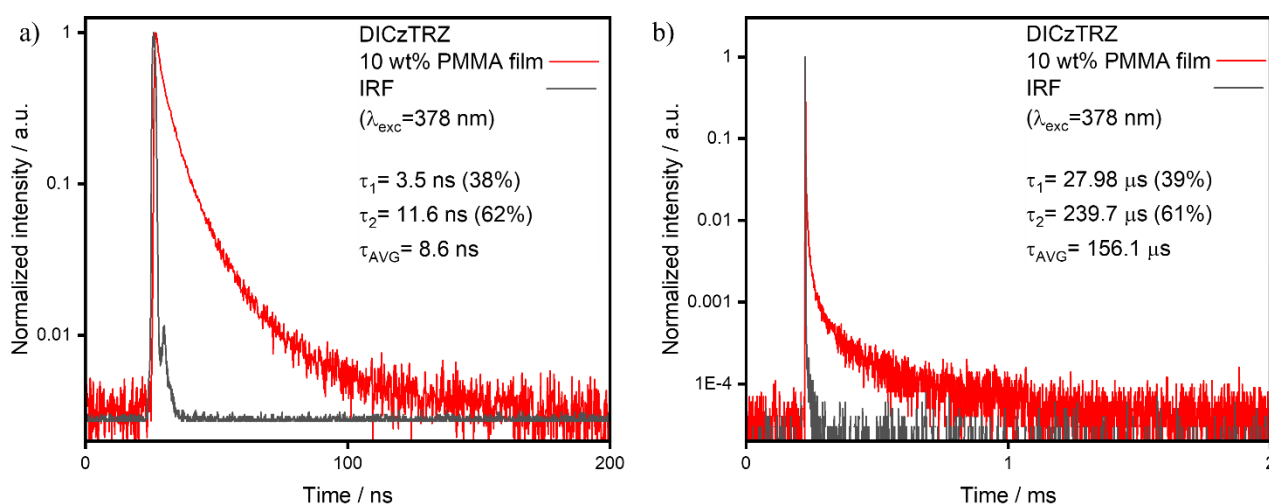 a)
Normalized intensity / a.u.
1
0.1
0.01
0
100
200
Time / ns
DICzTRZ
10 wt% PMMA film
IRF
(λexc=378 nm)
τ1= 3.5 ns (38%)
τ2= 11.6 ns (62%)
τAVG= 8.6 ns
b)
Normalized intensity / a.u.
1
0.1
0.01
0.001
1E-4
0
1
2
Time / ms
DICzTRZ
10 wt% PMMA film
IRF
(λexc=378 nm)
τ1= 27.98 μs (39%)
τ2= 239.7 μs (61%)
τAVG= 156.1 μs